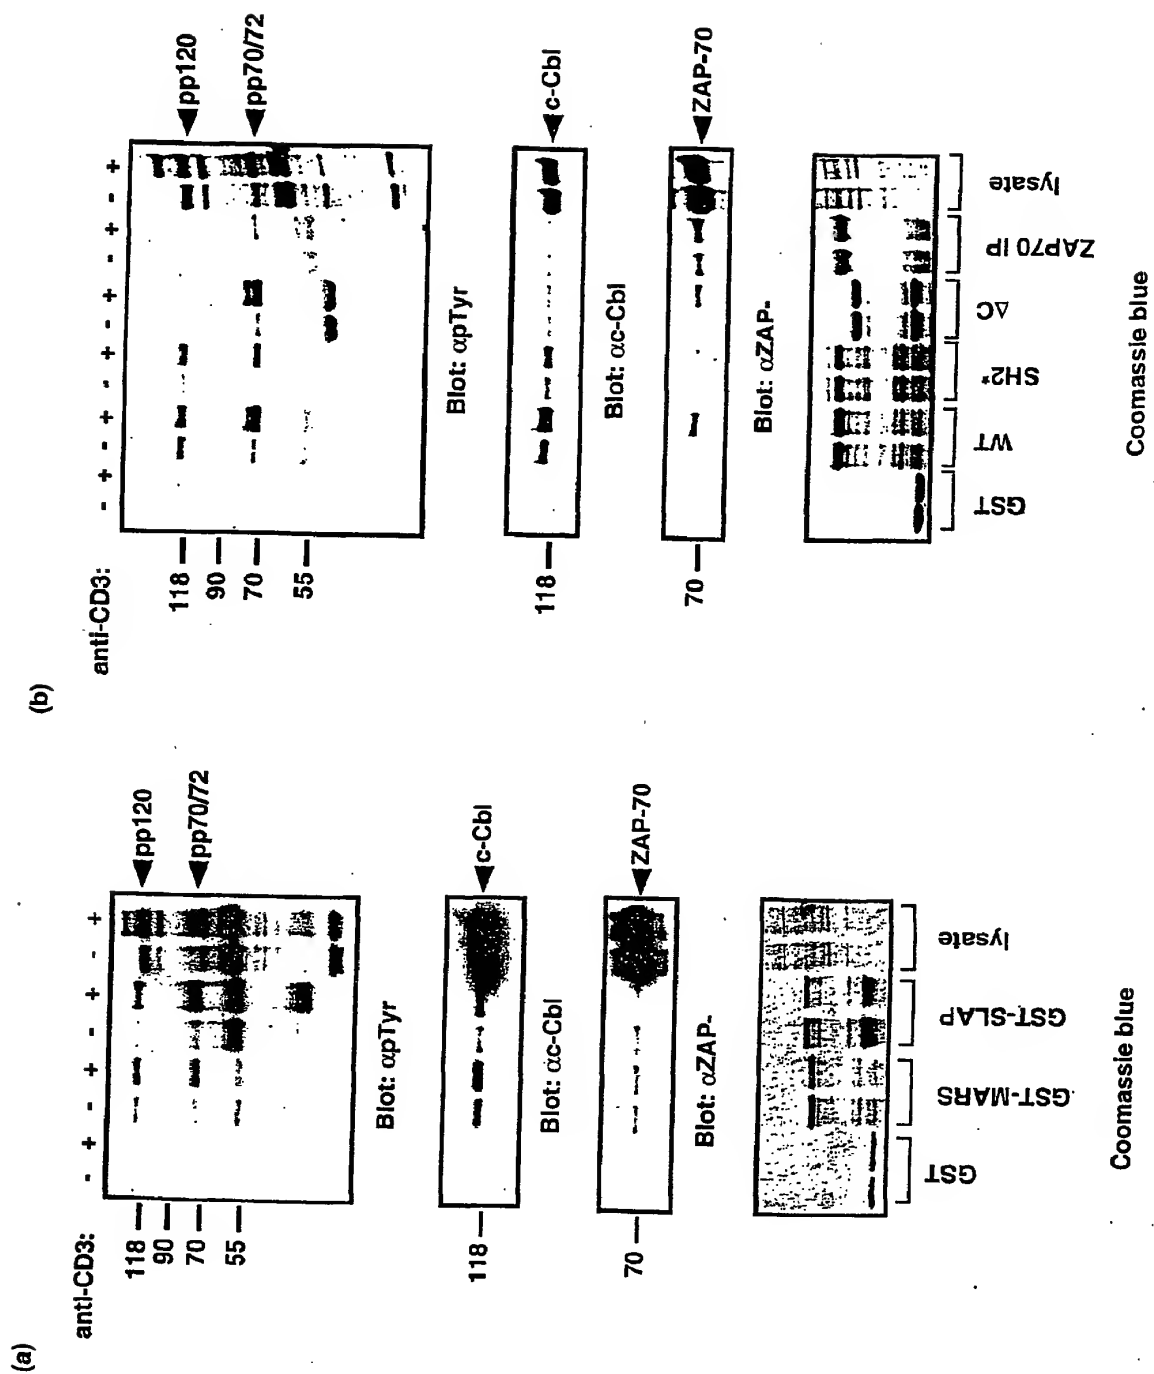 (a)
anti-CD3:
- + - + - + - +
118
90
70
55
pp120
pp70/72
Blot: αpTyr
118
c-Cbl
Blot: αc-Cbl
70
ZAP-70
Blot: αZAP-
GST
GST-MARS
GST-SLAP
lysate
Coomassie blue
(b)
anti-CD3:
- + - + - + - + - + - +
118
90
70
55
pp120
pp70/72
Blot: αpTyr
118
c-Cbl
Blot: αc-Cbl
70
ZAP-70
Blot: αZAP-
GST
WT
SH2*
ΔC
ZAP70 IP
lysate
Coomassie blue